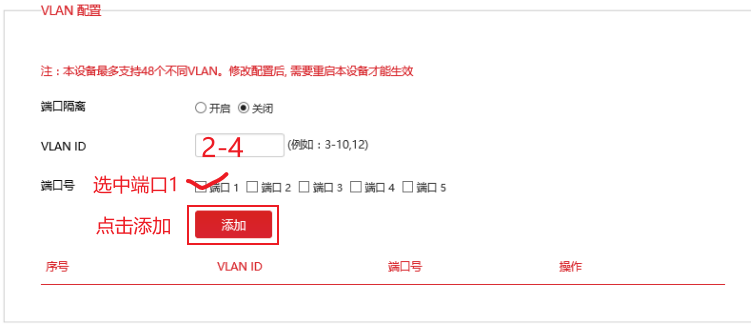 VLAN 配置
注：本设备最多支持48个不同VLAN。修改配置后, 需要重启本设备才能生效
端口隔离 开启 关闭
VLAN ID 2-4 (例如：3-10,12)
端口号 选中端口1 端口 1 端口 2 端口 3 端口 4 端口 5
点击添加 添加
序号 VLAN ID 端口号 操作